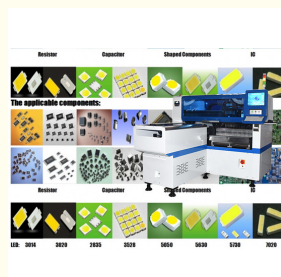 Resistor Capacitor Shaped Components IC
The applicable components:
Resistor Capacitor Shaped Components IC
LED: 3014 3020 2835 3528 5050 5630 5730 7020